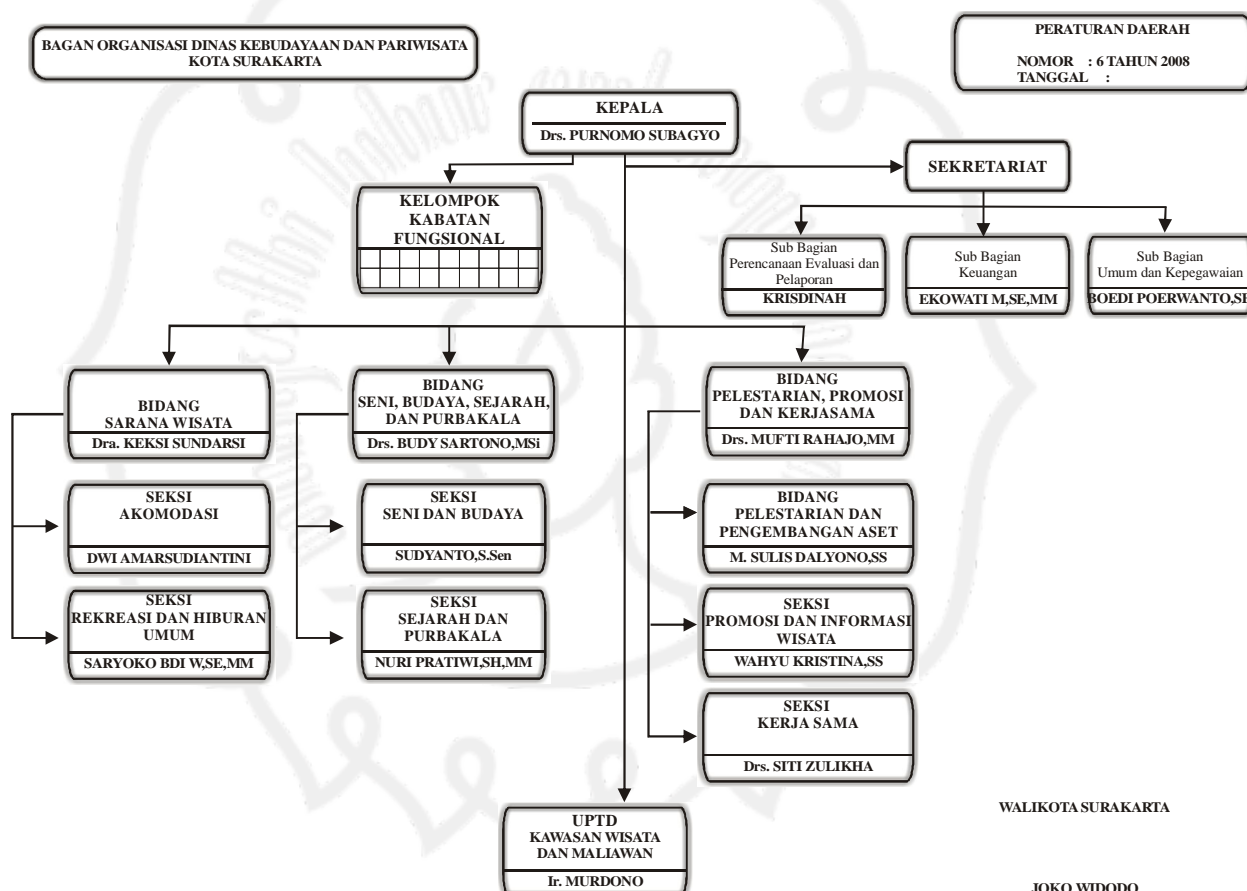 BAGAN ORGANISASI DINAS KEBUDAYAAN DAN PARIWISATA
KOTA SURAKARTA
PERATURAN DAERAH
NOMOR : 6 TAHUN 2008
TANGGAL :
KEPALA
Drs. PURNOMO SUBAGYO
SEKRETARIAT
KELOMPOK
KABATAN
FUNGSIONAL
Sub Bagian
Perencanaan Evaluasi dan
Pelaporan
KRISDINAH
Sub Bagian
Keuangan
EKOWATI M,SE,MM
Sub Bagian
Umum dan Kepegawaian
BOEDI POERWANTO,SE
BIDANG
SARANA WISATA
Dra. KEKSI SUNDARSI
BIDANG
SENI, BUDAYA, SEJARAH,
DAN PURBAKALA
Drs. BUDY SARTONO,MSi
BIDANG
PELESTARIAN, PROMOSI
DAN KERJASAMA
Drs. MUFTI RAHAJO,MM
SEKSI
AKOMODASI
DWI AMARSUDIANTINI
SEKSI
SENI DAN BUDAYA
SUDYANTO,S.Sen
BIDANG
PELESTARIAN DAN
PENGEMBANGAN ASET
M. SULIS DALYONO,SS
SEKSI
REKREASI DAN HIBURAN
UMUM
SARYOKO BDI W,SE,MM
SEKSI
SEJARAH DAN
PURBAKALA
NURI PRATIWI,SH,MM
SEKSI
PROMOSI DAN INFORMASI
WISATA
WAHYU KRISTINA,SS
SEKSI
KERJA SAMA
Drs. SITI ZULIKHA
UPTD
KAWASAN WISATA
DAN MALIAWAN
Ir. MURDONO
WALIKOTA SURAKARTA
JOKO WIDODO